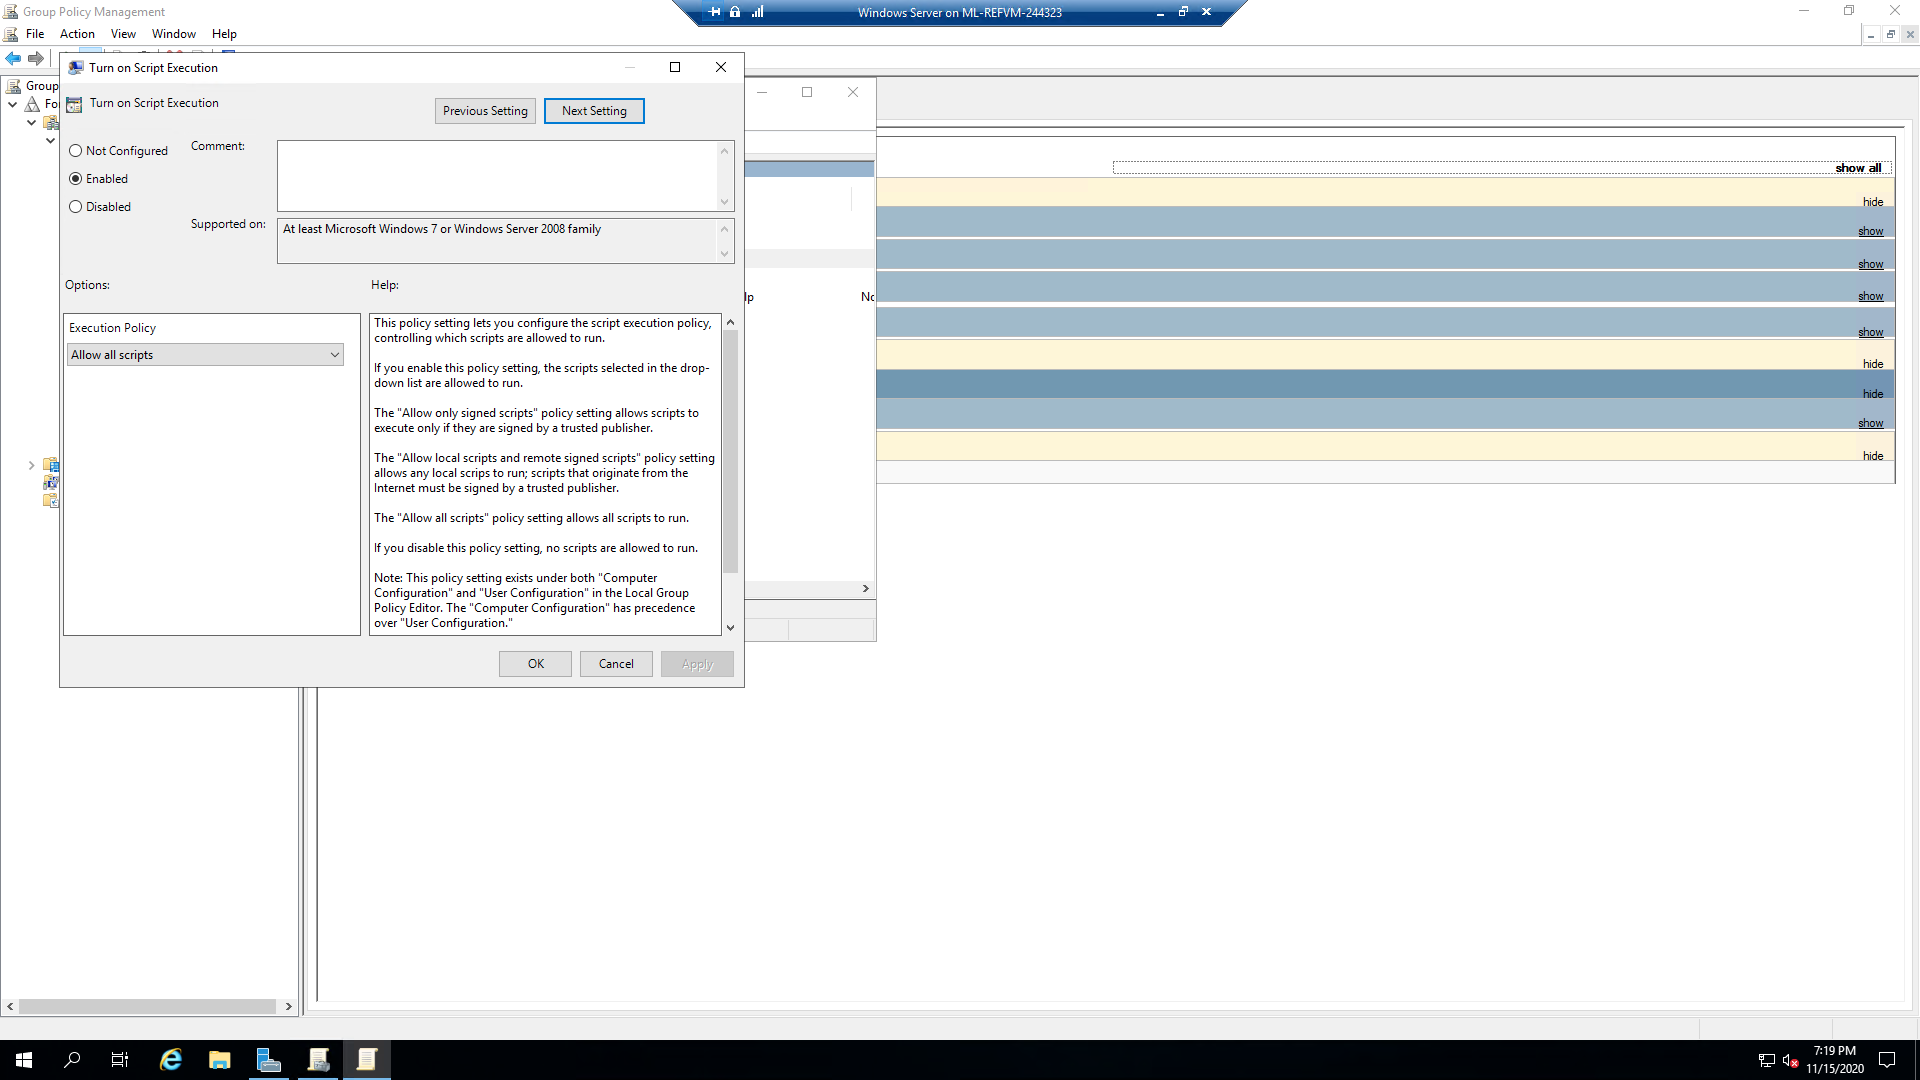 Group Policy Management
Windows Server on ML-REFVM-244323
File Action View Window Help
Turn on Script Execution
Group
Fo
Turn on Script Execution
Previous Setting
Next Setting
Not Configured
Enabled
Disabled
Comment:
Supported on:
At least Microsoft Windows 7 or Windows Server 2008 family
Options:
Help:
Execution Policy
Allow all scripts
This policy setting lets you configure the script execution policy,
controlling which scripts are allowed to run.
If you enable this policy setting, the scripts selected in the drop-
down list are allowed to run.
The "Allow only signed scripts" policy setting allows scripts to
execute only if they are signed by a trusted publisher.
The "Allow local scripts and remote signed scripts" policy setting
allows any local scrips to run; scripts that originate from the
Internet must be signed by a trusted publisher.
The "Allow all scripts" policy setting allows all scripts to run.
If you disable this policy setting, no scripts are allowed to run.
Note: This policy setting exists under both "Computer
Configuration" and "User Configuration" in the Local Group
Policy Editor. The "Computer Configuration" has precedence
over "User Configuration."
OK
Cancel
Apply
lp
No
show all
hide
show
show
show
show
hide
hide
show
hide
7:19 PM
11/15/2020